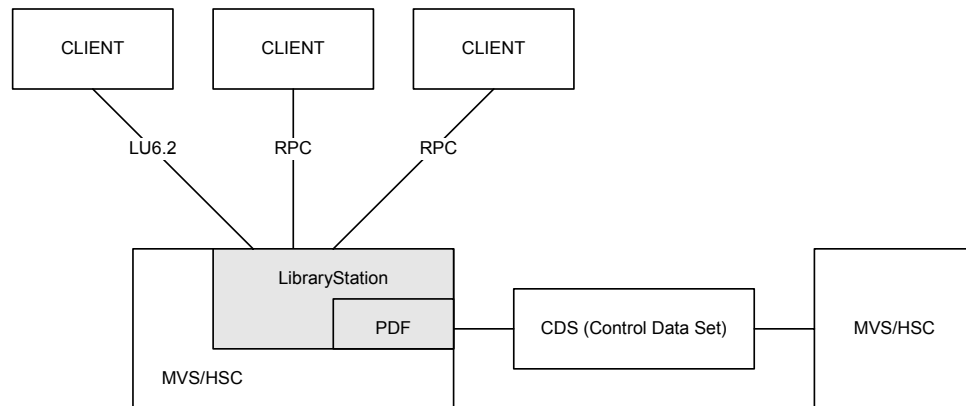 CLIENT
CLIENT
CLIENT
LU6.2
RPC
RPC
LibraryStation
PDF
CDS (Control Data Set)
MVS/HSC
MVS/HSC